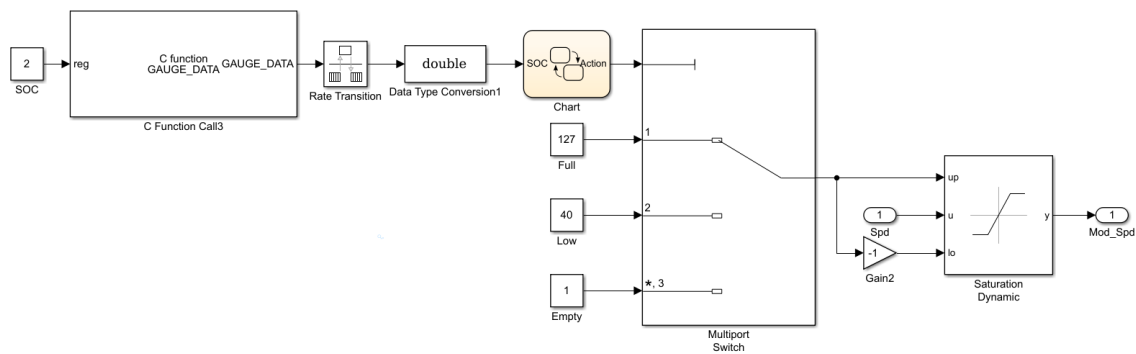 2
SOC
reg
C function
GAUGE_DATA
GAUGE_DATA
C Function Call3
Rate Transition
double
Data Type Conversion1
SOC
Action
Chart
127
Full
1
40
Low
2
1
Empty
*, 3
Multiport
Switch
1
Spd
-1
Gain2
up
u
lo
y
Saturation
Dynamic
1
Mod_Spd